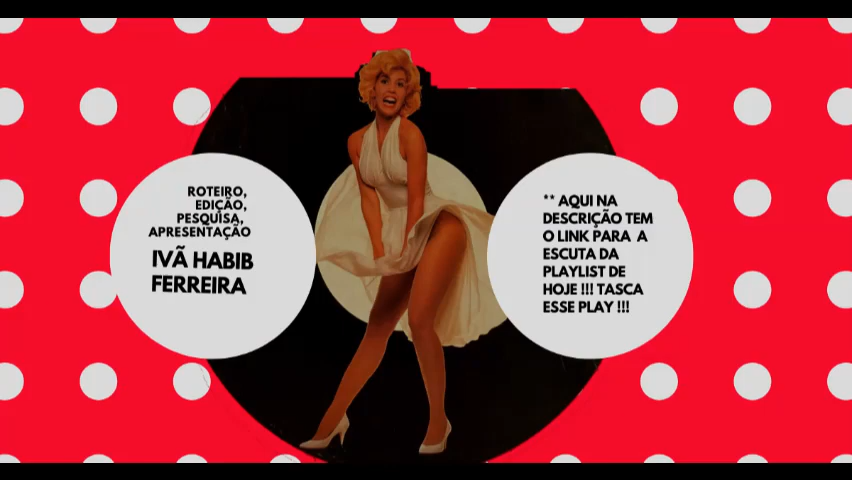 ROTEIRO,
EDIÇÃO,
PESQUISA,
APRESENTAÇÃO
IVÃ HABIB
FERREIRA
** AQUI NA
DESCRIÇÃO TEM
O LINK PARA A
ESCUTA DA
PLAYLIST DE
HOJE !!! TASCA
ESSE PLAY !!!